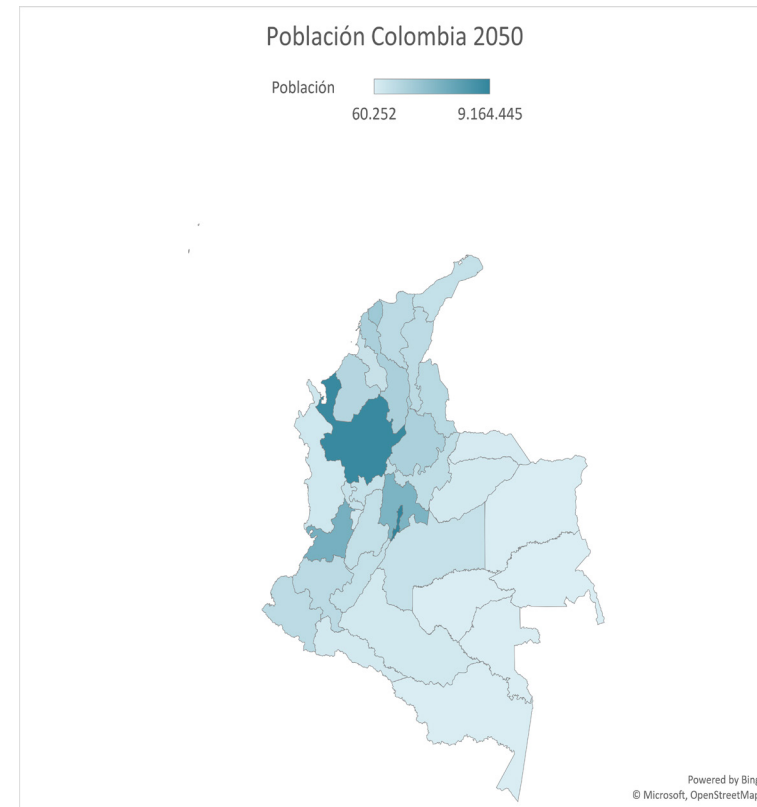 Población Colombia 2050
Población
60.252 9.164.445
Powered by Bing
© Microsoft, OpenStreetMap